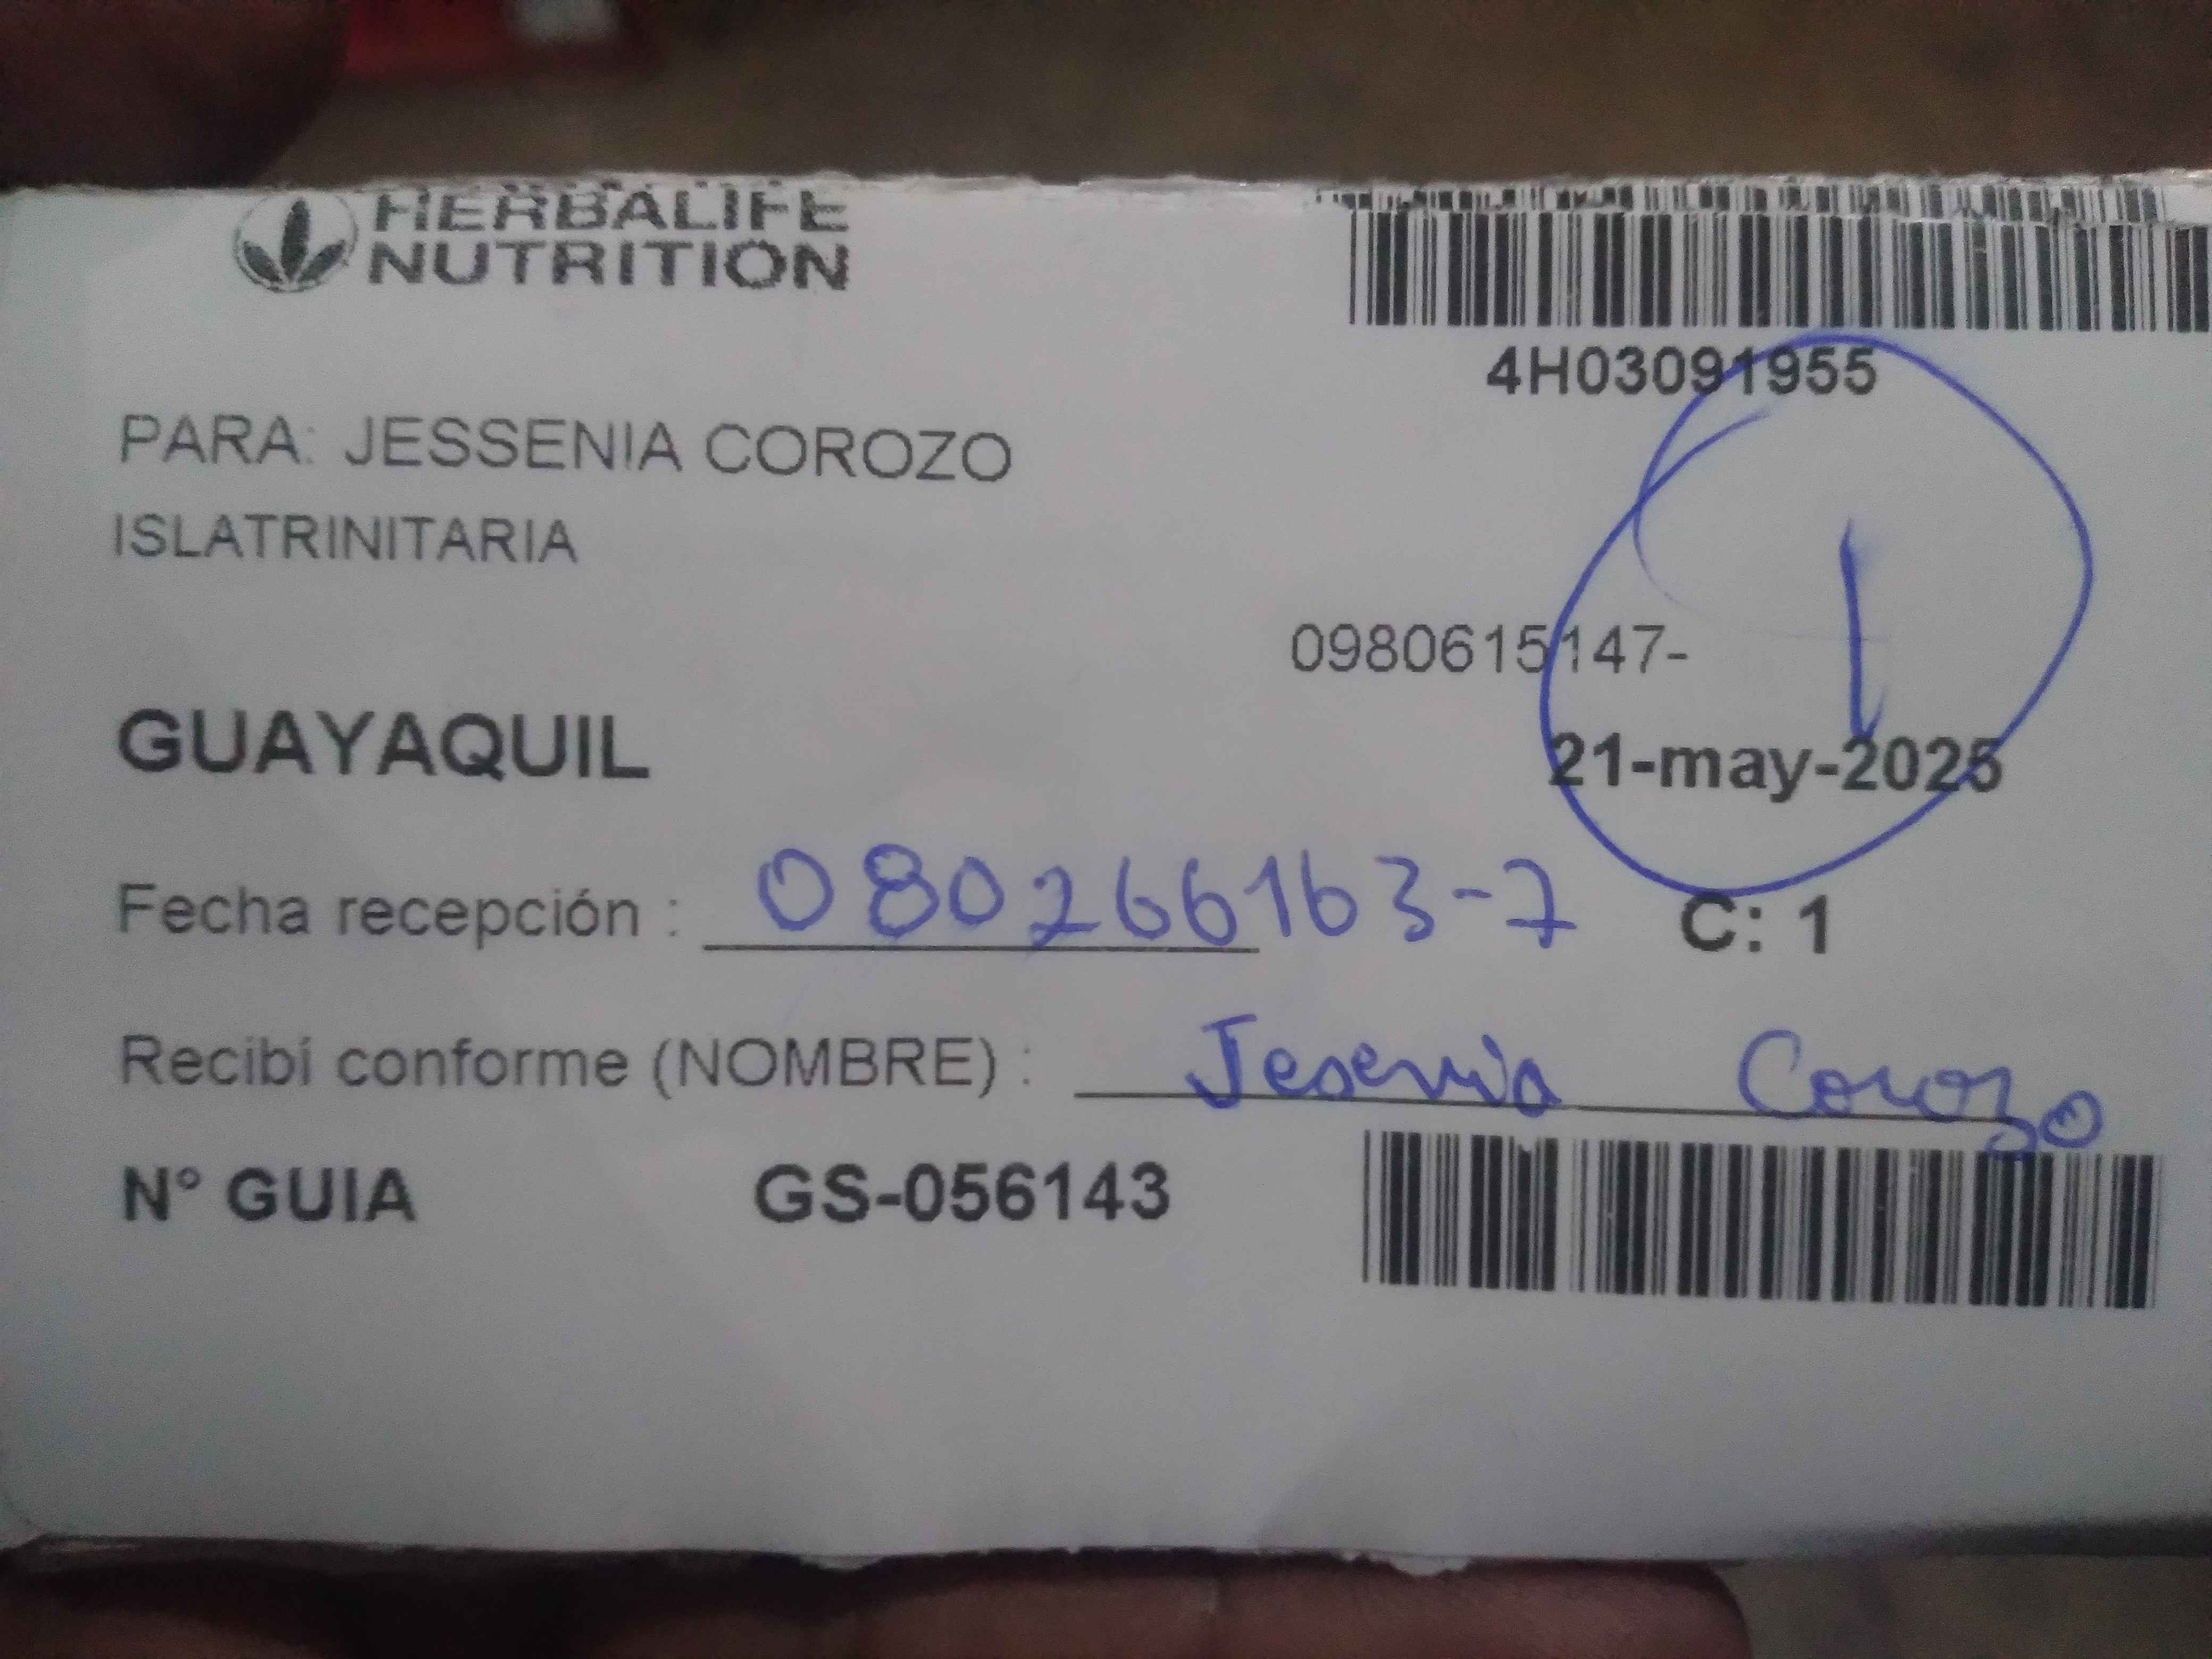 HERBALIFE
NUTRITION
4H03091955
PARA: JESSENIA COROZO
ISLATRINITARIA
1
0980615147-
GUAYAQUIL
21-may-2025
Fecha recepción : 080266163-7
C: 1
Recibí conforme (NOMBRE) : Jesenia Corozo
N° GUIA GS-056143